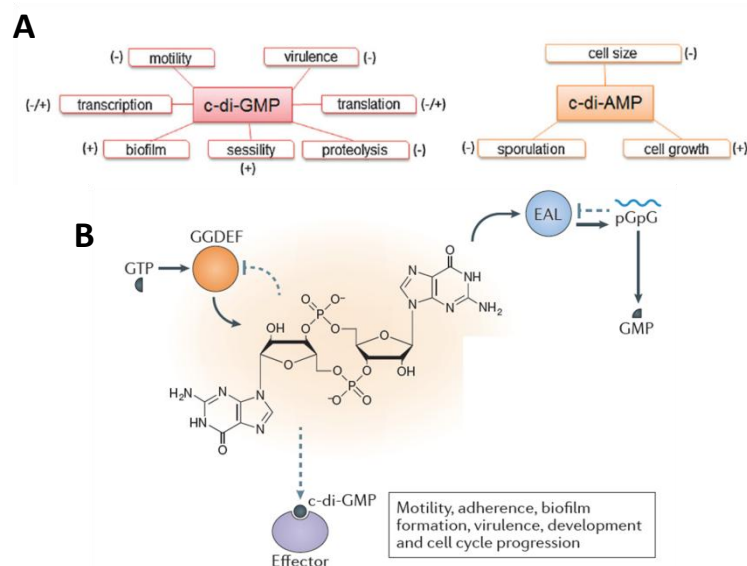 A
(-) motility
virulence (-)
(-/+) transcription
c-di-GMP
translation (-/+)
(+) biofilm
sessility
(+)
proteolysis (-)
cell size (-)
c-di-AMP
(-) sporulation
cell growth (+)
B
GGDEF
GTP
EAL
pGpG
GMP
O
N
NH
N
N
NH₂
O
O⁻
P
O
O
OH
O
O
O
OH
O
P
⁻O
O
O
H₂N
N
N
HN
N
O
c-di-GMP
Effector
Motility, adherence, biofilm
formation, virulence, development
and cell cycle progression